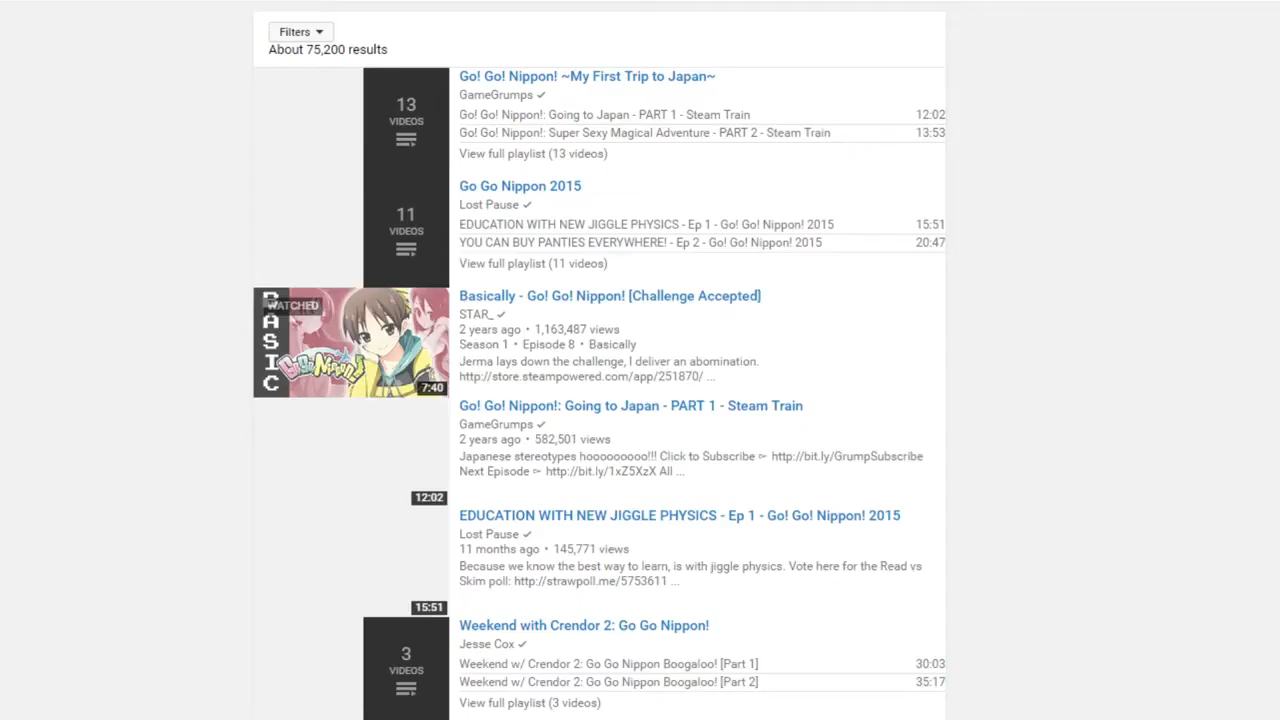 Filters
About 75,200 results
13
VIDEOS
Go! Go! Nippon! ~My First Trip to Japan~
GameGrumps
Go! Go! Nippon!: Going to Japan - PART 1 - Steam Train 12:02
Go! Go! Nippon!: Super Sexy Magical Adventure - PART 2 - Steam Train 13:53
View full playlist (13 videos)
11
VIDEOS
Go Go Nippon 2015
Lost Pause
EDUCATION WITH NEW JIGGLE PHYSICS - Ep 1 - Go! Go! Nippon! 2015 15:51
YOU CAN BUY PANTIES EVERYWHERE! - Ep 2 - Go! Go! Nippon! 2015 20:47
View full playlist (11 videos)
WATCHED
BASIC
Go! Go! Nippon!
7:40
Basically - Go! Go! Nippon! [Challenge Accepted]
STAR_
2 years ago • 1,163,487 views
Season 1 • Episode 8 • Basically
Jerma lays down the challenge, I deliver an abomination.
http://store.steampowered.com/app/251870/ ...
Go! Go! Nippon!: Going to Japan - PART 1 - Steam Train
GameGrumps
2 years ago • 582,501 views
Japanese stereotypes hooooooooo!!! Click to Subscribe ► http://bit.ly/GrumpSubscribe
Next Episode ► http://bit.ly/1xZ5XzX All ...
12:02
EDUCATION WITH NEW JIGGLE PHYSICS - Ep 1 - Go! Go! Nippon! 2015
Lost Pause
11 months ago • 145,771 views
Because we know the best way to learn, is with jiggle physics. Vote here for the Read vs
Skim poll: http://strawpoll.me/5753611 ...
15:51
3
VIDEOS
Weekend with Crendor 2: Go Go Nippon!
Jesse Cox
Weekend w/ Crendor 2: Go Go Nippon Boogaloo! [Part 1] 30:03
Weekend w/ Crendor 2: Go Go Nippon Boogaloo! [Part 2] 35:17
View full playlist (3 videos)